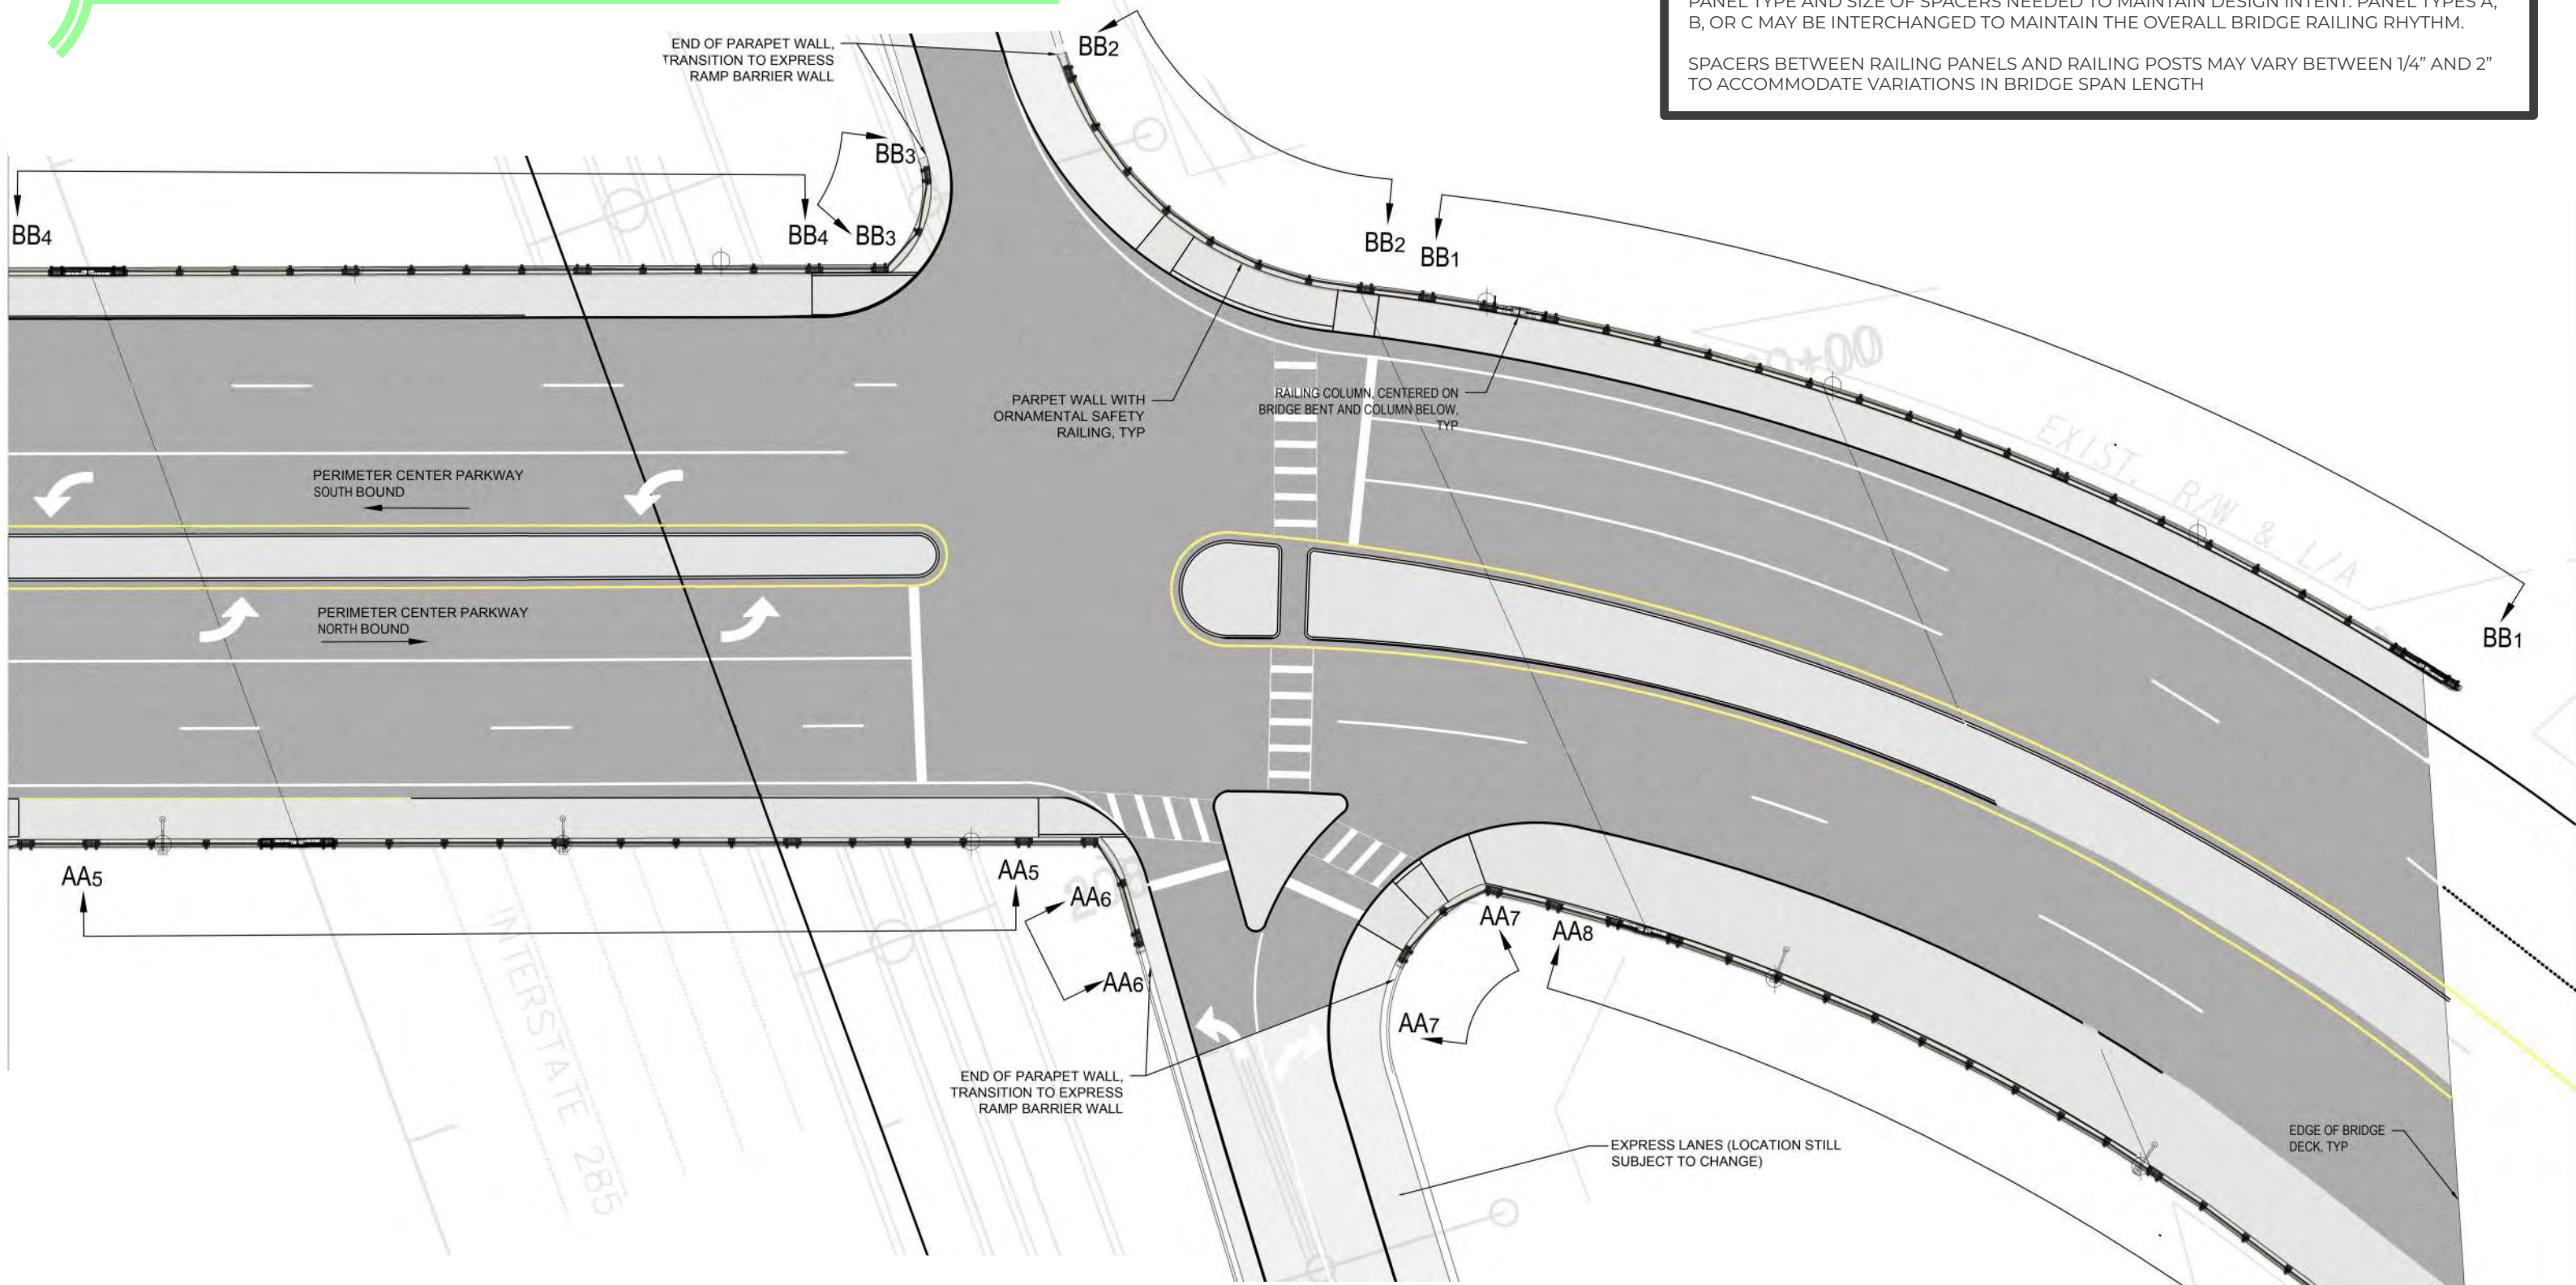 PANEL TYPE AND SIZE OF SPACERS NEEDED TO MAINTAIN DESIGN INTENT. PANEL TYPES A,
B, OR C MAY BE INTERCHANGED TO MAINTAIN THE OVERALL BRIDGE RAILING RHYTHM.
SPACERS BETWEEN RAILING PANELS AND RAILING POSTS MAY VARY BETWEEN 1/4” AND 2”
TO ACCOMMODATE VARIATIONS IN BRIDGE SPAN LENGTH
END OF PARAPET WALL,
TRANSITION TO EXPRESS
RAMP BARRIER WALL
BB2
BB3
BB4
BB4
BB3
BB2
BB1
PARPET WALL WITH
ORNAMENTAL SAFETY
RAILING, TYP
RAILING COLUMN, CENTERED ON
BRIDGE BENT AND COLUMN BELOW,
TYP
+00
EXIST. R/W & L/A
PERIMETER CENTER PARKWAY
SOUTH BOUND
PERIMETER CENTER PARKWAY
NORTH BOUND
BB1
AA5
AA5
AA6
AA6
AA7
AA8
AA7
INTERSTATE 285
END OF PARAPET WALL,
TRANSITION TO EXPRESS
RAMP BARRIER WALL
EXPRESS LANES (LOCATION STILL
SUBJECT TO CHANGE)
EDGE OF BRIDGE
DECK, TYP